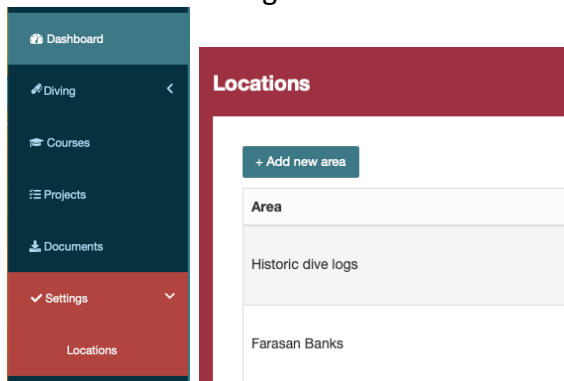 Dashboard
Diving
Courses
Projects
Documents
Settings
Locations
Locations
+ Add new area
Area
Historic dive logs
Farasan Banks